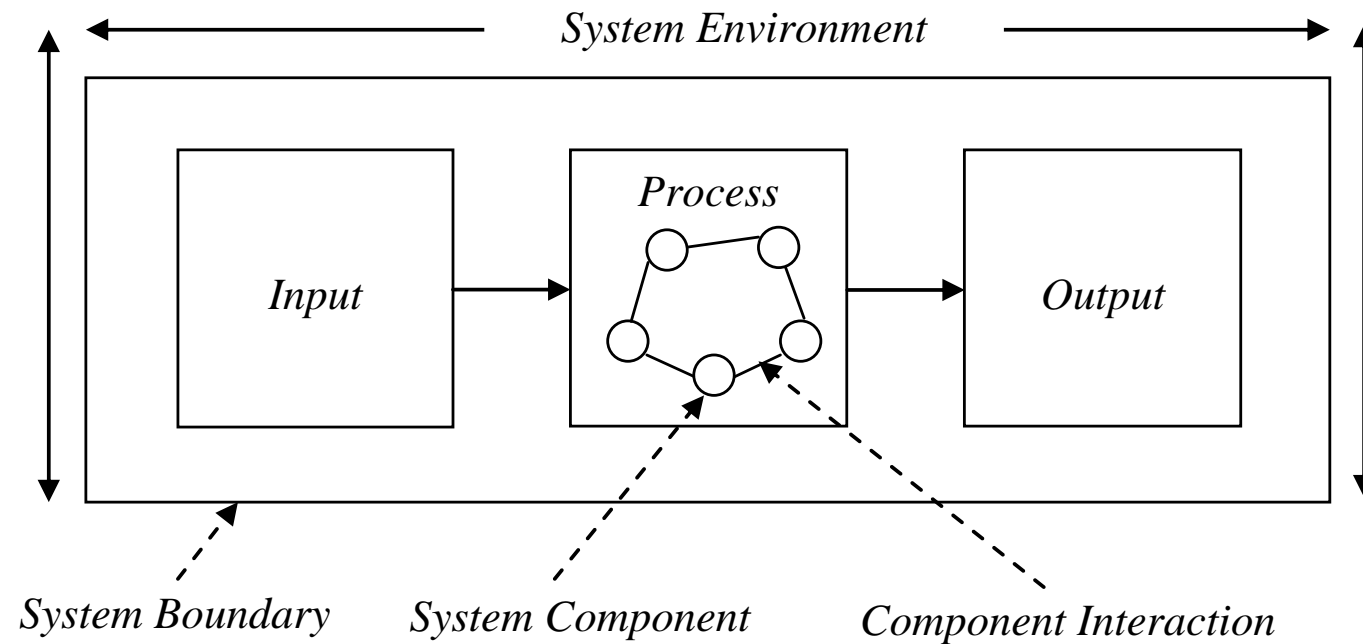 System Environment
Process
Input
Output
System Boundary
System Component
Component Interaction